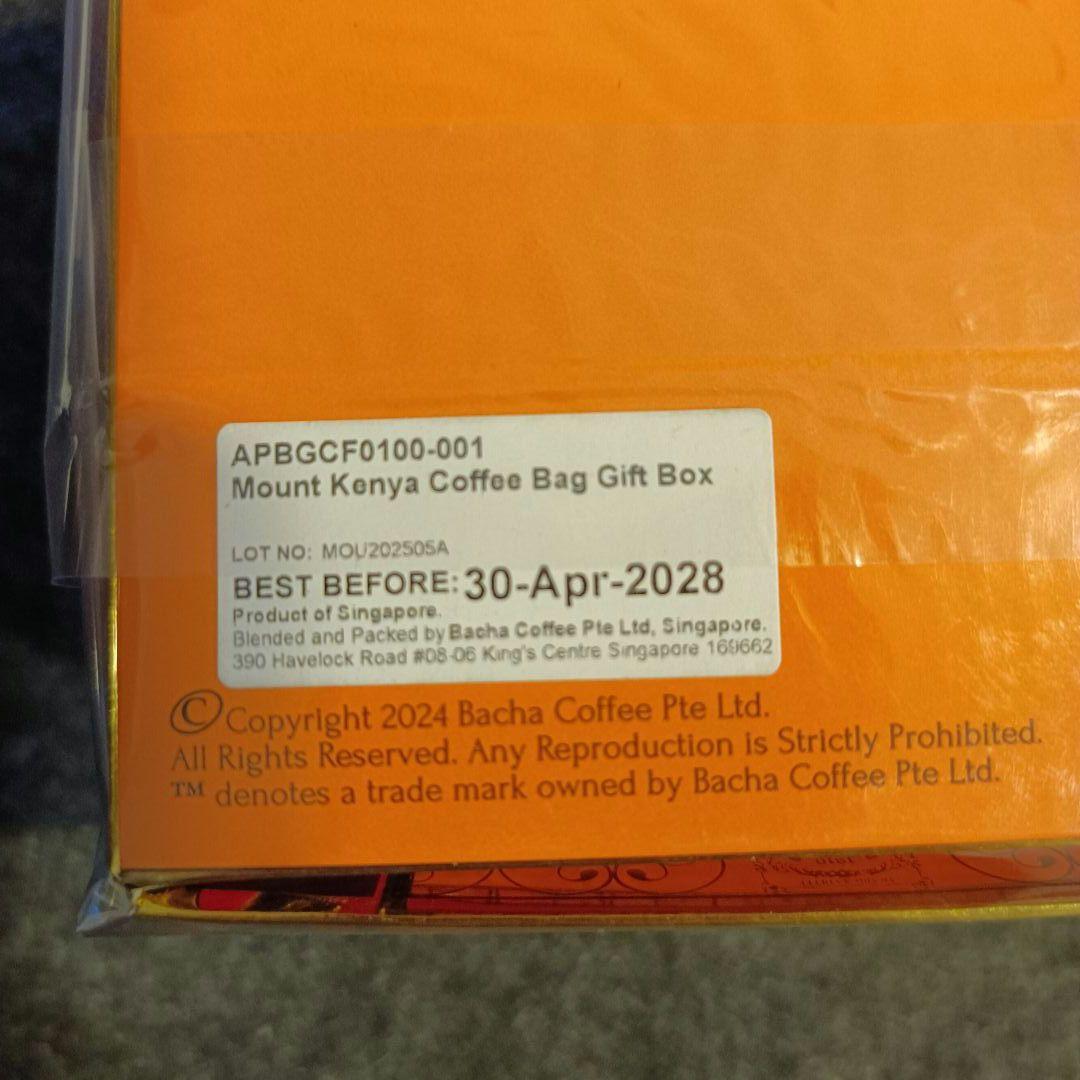 APBGCF0100-001
Mount Kenya Coffee Bag Gift Box
LOT NO: MOU202505A
BEST BEFORE: 30-Apr-2028
Product of Singapore.
Blended and Packed by Bacha Coffee Pte Ltd, Singapore.
390 Havelock Road #08-06 King's Centre Singapore 169662
© Copyright 2024 Bacha Coffee Pte Ltd.
All Rights Reserved. Any Reproduction is Strictly Prohibited.
™ denotes a trade mark owned by Bacha Coffee Pte Ltd.
1910